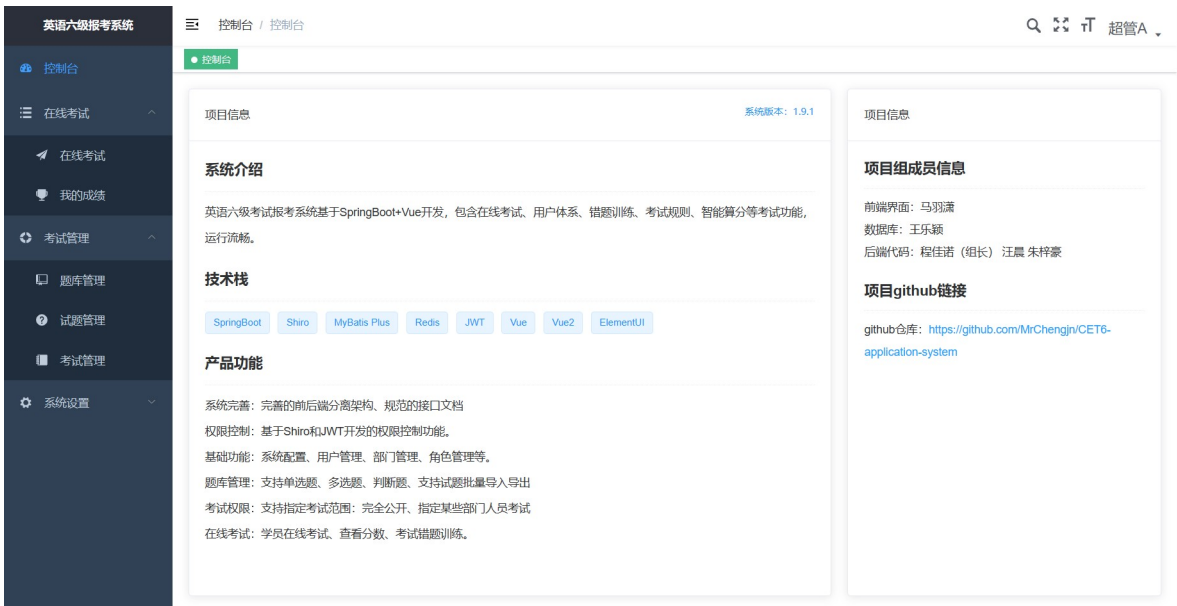 英语六级报考系统
控制台
在线考试
在线考试
我的成绩
考试管理
题库管理
试题管理
考试管理
系统设置
控制台 / 控制台
超管A
控制台
项目信息
系统版本：1.9.1
系统介绍
英语六级考试报考系统基于SpringBoot+Vue开发，包含在线考试、用户体系、错题训练、考试规则、智能算分等考试功能，
运行流畅。
技术栈
SpringBoot Shiro MyBatis Plus Redis JWT Vue Vue2 ElementUI
产品功能
系统完善：完善的前后端分离架构、规范的接口文档
权限控制：基于Shiro和JWT开发的权限控制功能。
基础功能：系统配置、用户管理、部门管理、角色管理等。
题库管理：支持单选题、多选题、判断题、支持试题批量导入导出
考试权限：支持指定考试范围：完全公开、指定某些部门人员考试
在线考试：学员在线考试、查看分数、考试错题训练。
项目信息
项目组成员信息
前端界面：马羽潇
数据库：王乐颖
后端代码：程佳诺（组长） 汪晨 朱梓豪
项目github链接
github仓库：https://github.com/MrChengjn/CET6-
application-system